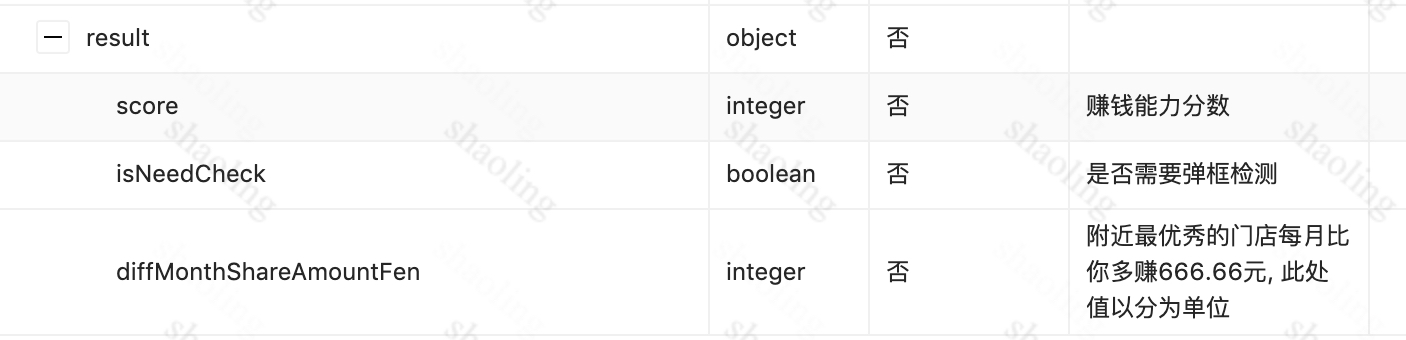 result object 否
score integer 否 赚钱能力分数
isNeedCheck boolean 否 是否需要弹框检测
diffMonthShareAmountFen integer 否 附近最优秀的门店每月比
你多赚666.66元, 此处
值以分为单位
shaoling shaoling shaoling shaoling
shaoling shaoling shaoling shaoling